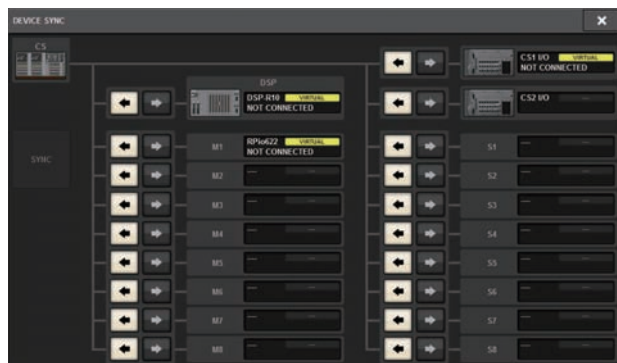 DEVICE SYNC
CS
SYNC
DSP
DSP-R10 VIRTUAL
NOT CONNECTED
M1
RPio622 VIRTUAL
NOT CONNECTED
M2
M3
M4
M5
M6
M7
M8
CS1 I/O VIRTUAL
NOT CONNECTED
CS2 I/O
S1
S2
S3
S4
S5
S6
S7
S8